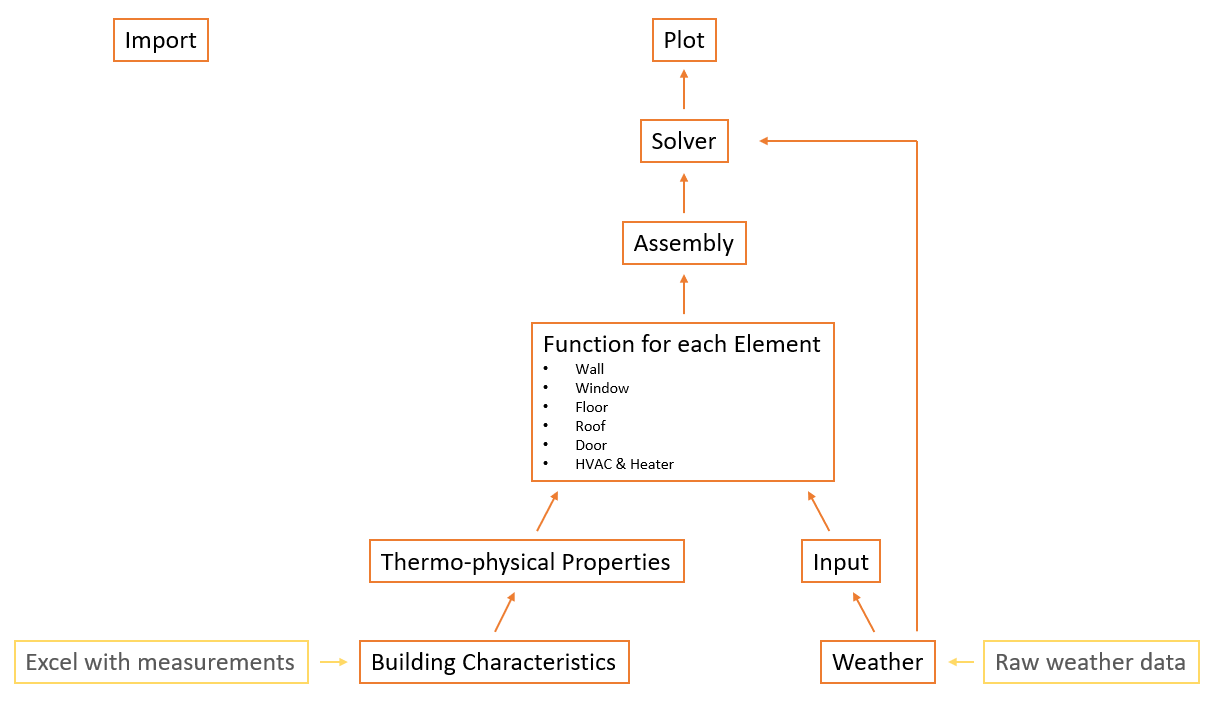 Import
Plot
Solver
Assembly
Function for each Element
• Wall
• Window
• Floor
• Roof
• Door
• HVAC & Heater
Thermo-physical Properties
Input
Excel with measurements
Building Characteristics
Weather
Raw weather data